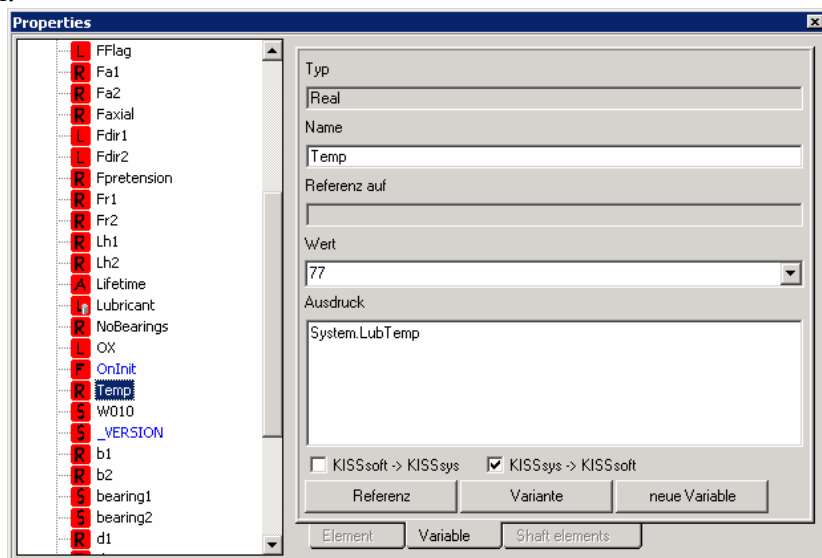 Properties
FFlag
Fa1
Fa2
Faxial
Fdir1
Fdir2
Fpretension
Fr1
Fr2
Lh1
Lh2
Lifetime
Lubricant
NoBearings
OX
OnInit
Temp
W010
_VERSION
b1
b2
bearing1
bearing2
d1
Typ
Real
Name
Temp
Referenz auf
Wert
77
Ausdruck
System.LubTemp
KISSsoft -> KISSsys KISSsys -> KISSsoft
Referenz Variante neue Variable
Element Variable Shaft elements